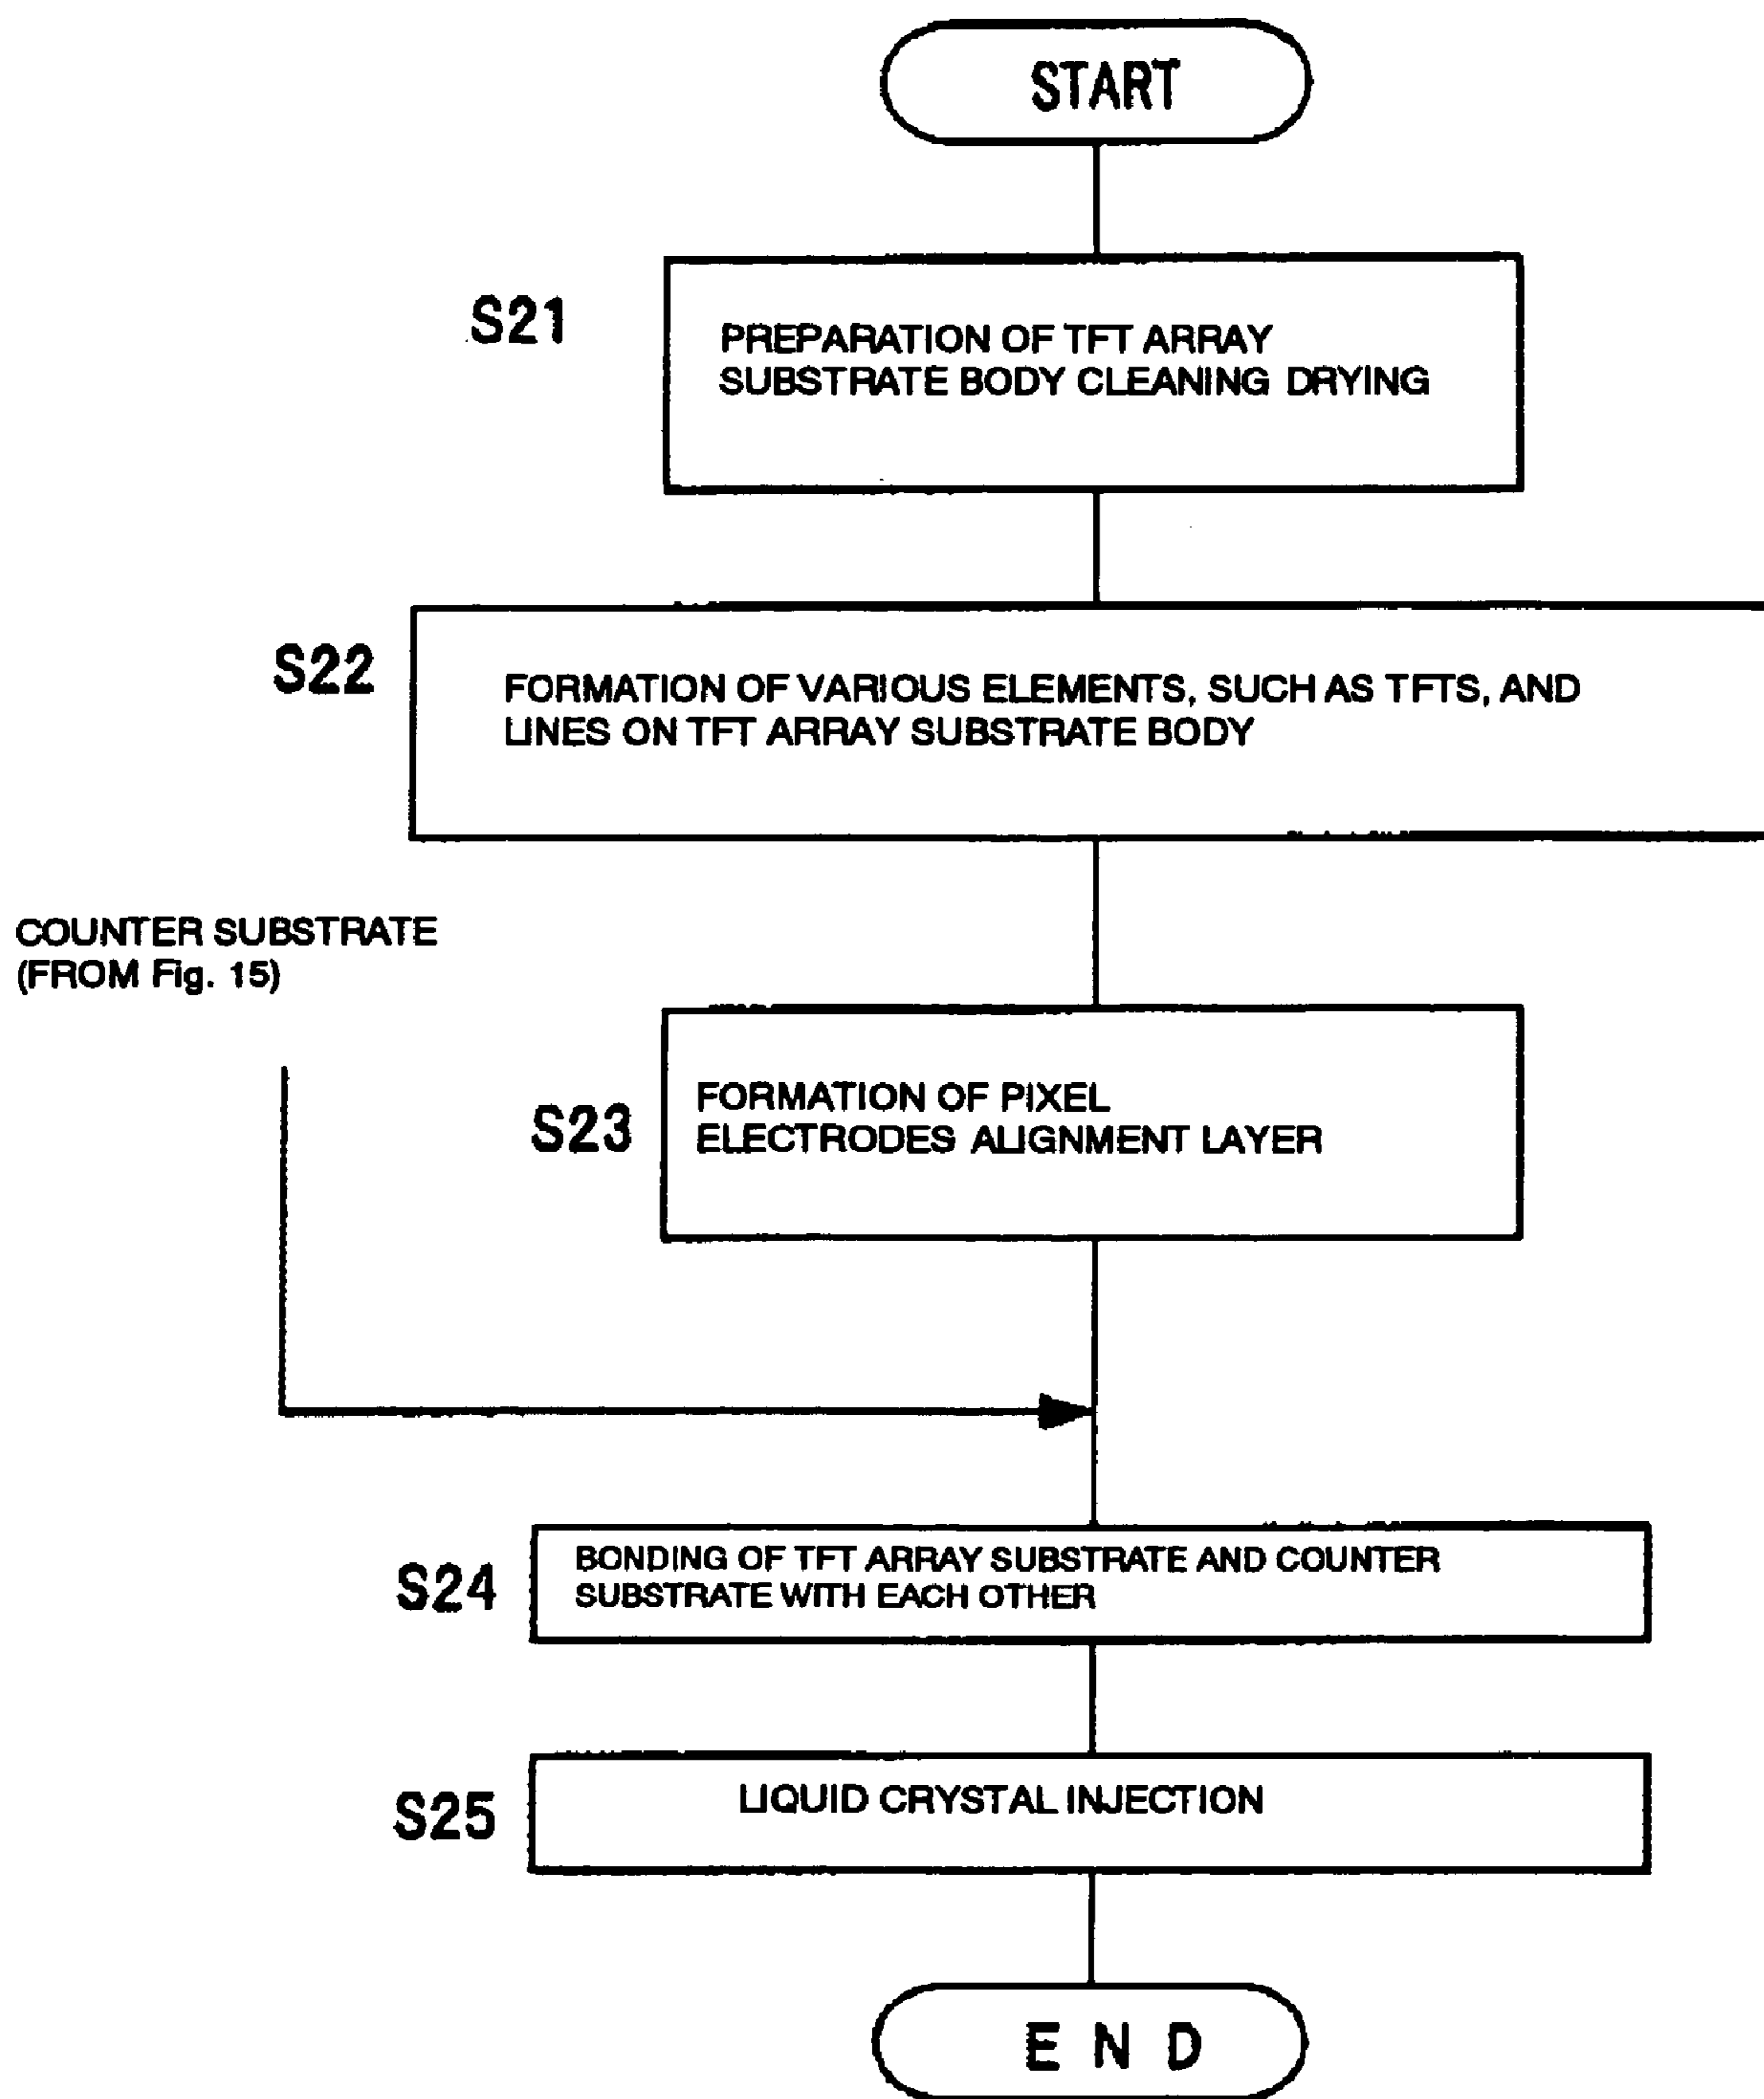 START
S21
PREPARATION OF TFT ARRAY
SUBSTRATE BODY CLEANING DRYING
S22
FORMATION OF VARIOUS ELEMENTS, SUCH AS TFTS, AND
LINES ON TFT ARRAY SUBSTRATE BODY
COUNTER SUBSTRATE
(FROM Fig. 15)
S23
FORMATION OF PIXEL
ELECTRODES ALIGNMENT LAYER
S24
BONDING OF TFT ARRAY SUBSTRATE AND COUNTER
SUBSTRATE WITH EACH OTHER
S25
LIQUID CRYSTAL INJECTION
END